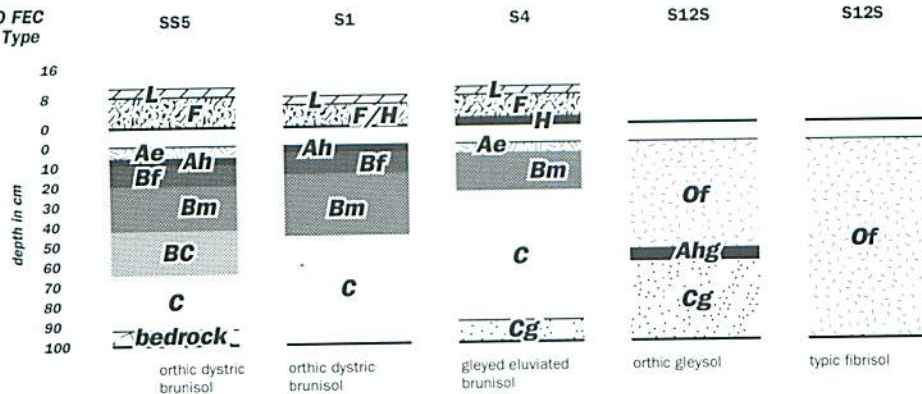 O FEC
Type
SS5
S1
S4
S12S
S12S
16
8
0
0
10
20
30
40
50
60
70
80
90
100
depth in cm
L
F
Ae
Ah
Bf
Bm
BC
C
bedrock
orthic dystric
brunisol
L
F/H
Ah
Bf
Bm
C
orthic dystric
brunisol
L
F
H
Ae
Bm
C
Cg
gleyed eluviated
brunisol
Of
Ahg
Cg
orthic gleysol
Of
typic fibrisol